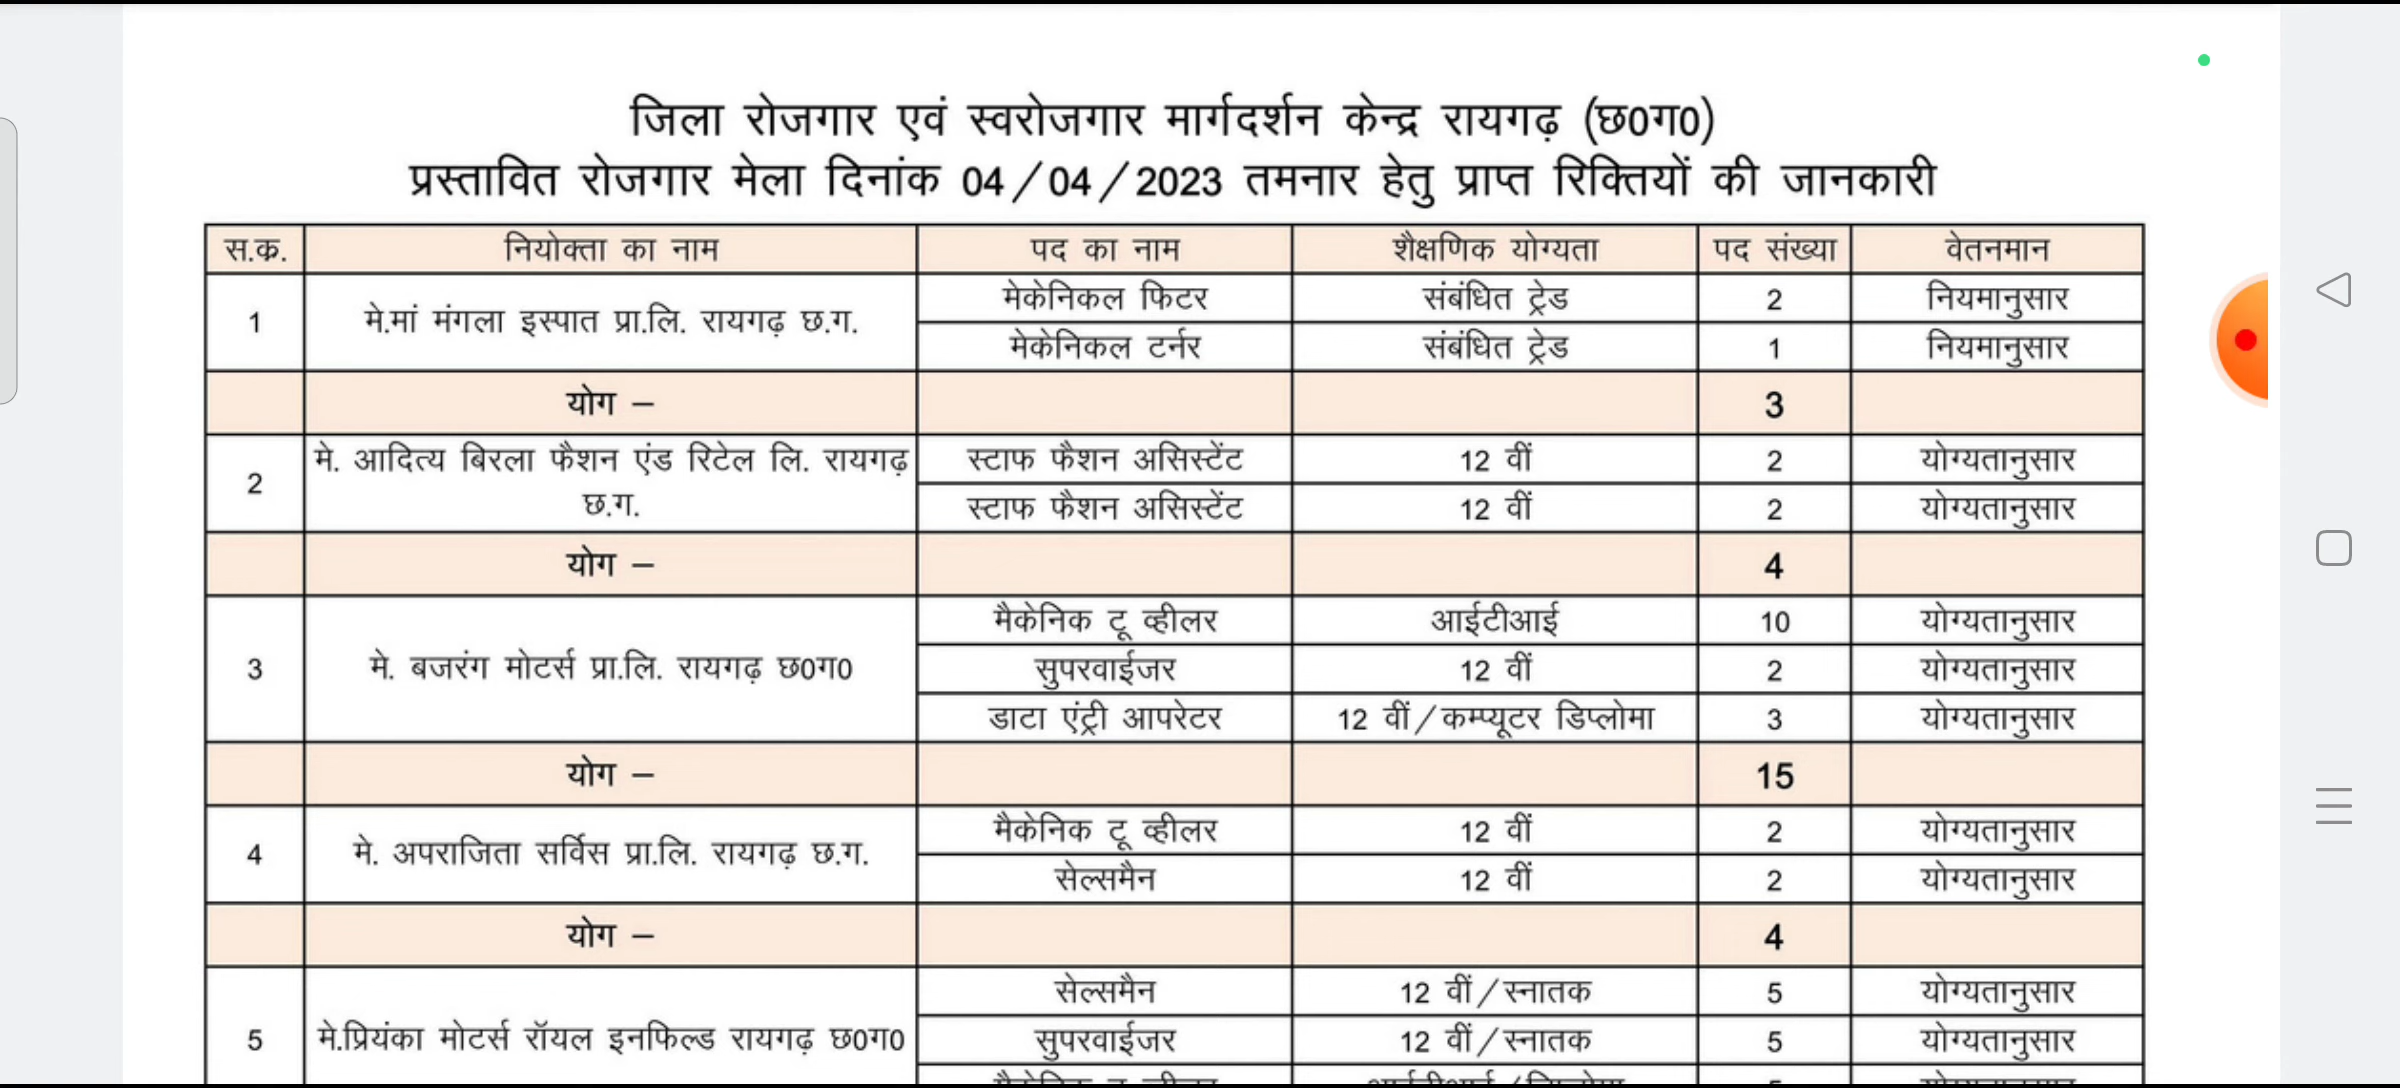 जिला रोजगार एवं स्वरोजगार मार्गदर्शन केन्द्र रायगढ़ (छ0ग0)
प्रस्तावित रोजगार मेला दिनांक 04/04/2023 तमनार हेतु प्राप्त रिक्तियों की जानकारी
स.क्र. नियोक्ता का नाम पद का नाम शैक्षणिक योग्यता पद संख्या वेतनमान
1 मे.मां मंगला इस्पात प्रा.लि. रायगढ़ छ.ग. मेकेनिकल फिटर संबंधित ट्रेड 2 नियमानुसार
मेकेनिकल टर्नर संबंधित ट्रेड 1 नियमानुसार
योग – 3
2 मे. आदित्य बिरला फैशन एंड रिटेल लि. रायगढ़ स्टाफ फैशन असिस्टेंट 12 वीं 2 योग्यतानुसार
छ.ग. स्टाफ फैशन असिस्टेंट 12 वीं 2 योग्यतानुसार
योग – 4
3 मे. बजरंग मोटर्स प्रा.लि. रायगढ़ छ0ग0 मैकेनिक टू व्हीलर आईटीआई 10 योग्यतानुसार
सुपरवाईजर 12 वीं 2 योग्यतानुसार
डाटा एंट्री आपरेटर 12 वीं/कम्प्यूटर डिप्लोमा 3 योग्यतानुसार
योग – 15
4 मे. अपराजिता सर्विस प्रा.लि. रायगढ़ छ.ग. मैकेनिक टू व्हीलर 12 वीं 2 योग्यतानुसार
सेल्समैन 12 वीं 2 योग्यतानुसार
योग – 4
5 मे.प्रियंका मोटर्स रॉयल इनफिल्ड रायगढ़ छ0ग0 सेल्समैन 12 वीं/स्नातक 5 योग्यतानुसार
सुपरवाईजर 12 वीं/स्नातक 5 योग्यतानुसार